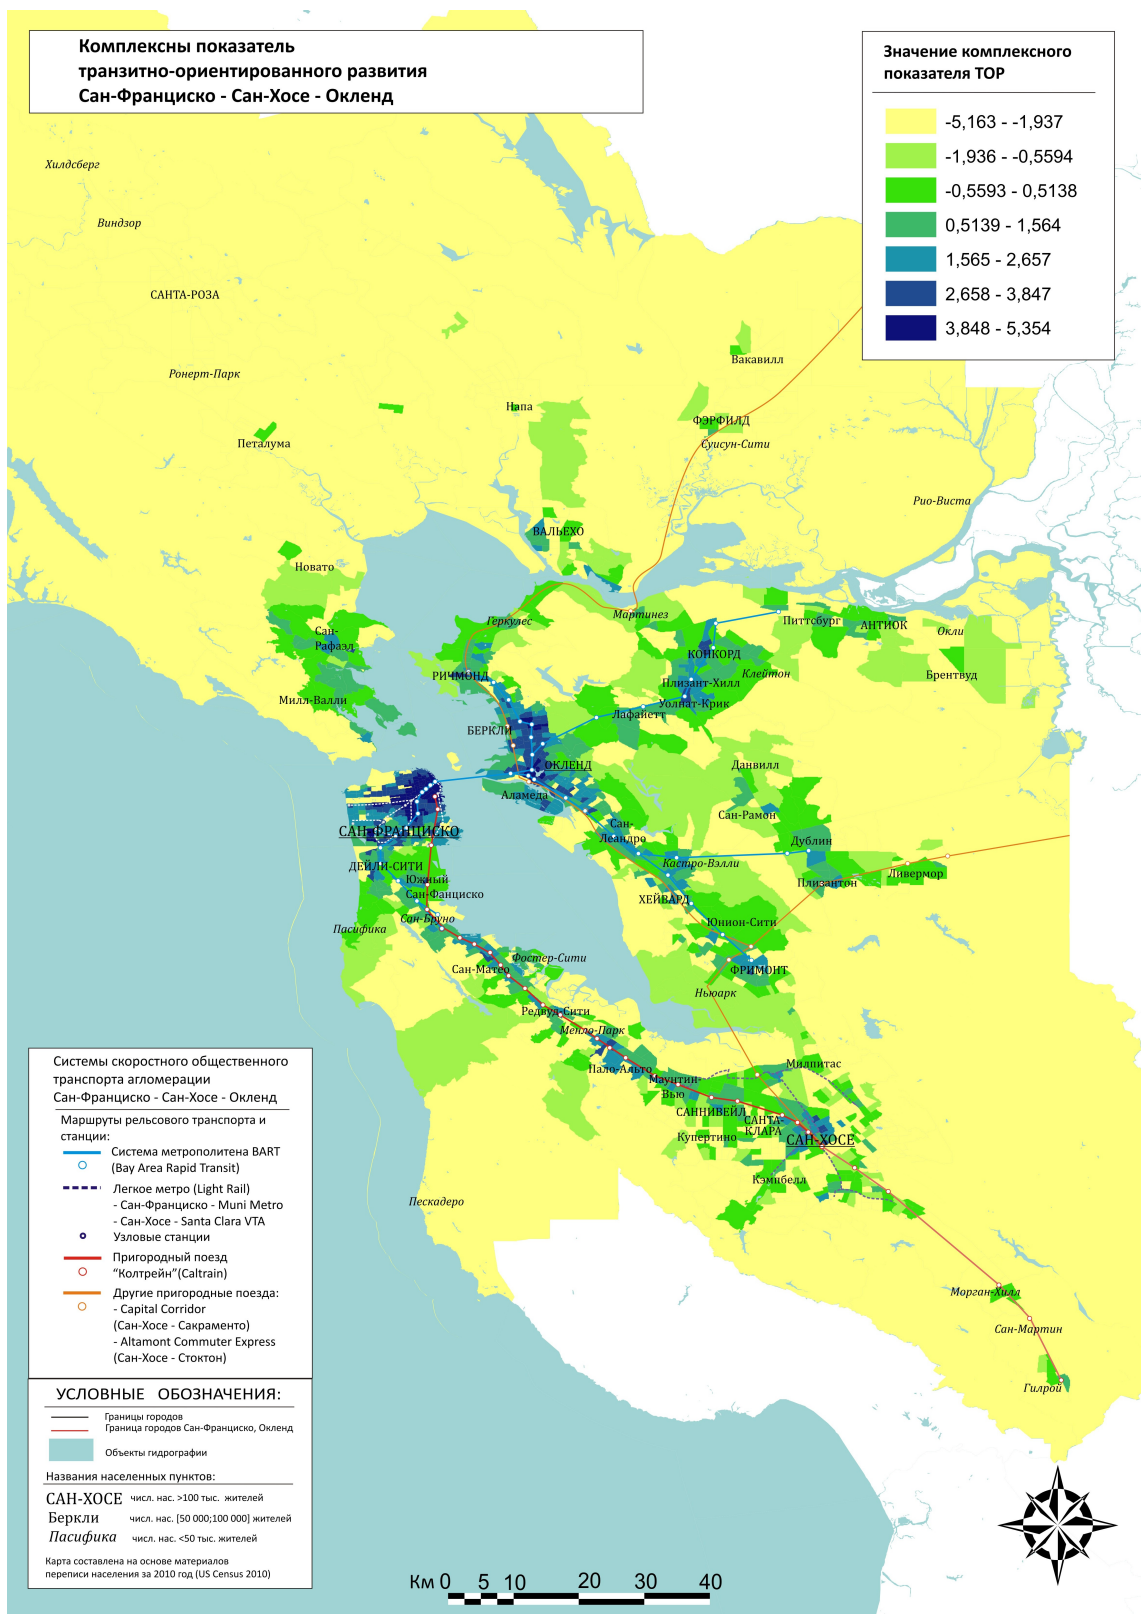 Комплексны показатель
транзитно-ориентированного развития
Сан-Франциско - Сан-Хосе - Окленд
Значение комплексного
показателя ТОР
-5,163 - -1,937
-1,936 - -0,5594
-0,5593 - 0,5138
0,5139 - 1,564
1,565 - 2,657
2,658 - 3,847
3,848 - 5,354
Хилдсберг
Виндзор
САНТА-РОЗА
Ронерт-Парк
Петалума
Напа
Вакавилл
ФЭРФИЛД
Суисун-Сити
Рио-Виста
ВАЛЬЕХО
Новато
Сан-
Рафаэл
Милл-Валли
Геркулес
Мартинез
Питтсбург
АНТИОК
Окли
Брентвуд
РИЧМОНД
КОНКОРД
Клейтон
Плизант-Хилл
Уолнат-Крик
Лафайетт
БЕРКЛИ
ОКЛЕНД
Аламеда
Данвилл
Сан-Рамон
Сан-
Леандро
Дублин
Кастро-Вэлли
Плизантон
Ливермор
САН-ФРАНЦИСКО
ДЕЙЛИ-СИТИ
Южный
Сан-Фанциско
Сан-Бруно
Пасифика
ХЕЙВАРД
Юнион-Сити
ФРИМОНТ
Ньюарк
Сан-Матео
Фостер-Сити
Редвуд-Сити
Менло-Парк
Пало-Альто
Маунтин-
Вью
Милпитас
САННИВЕЙЛ
САНТА-
КЛАРА
Купертино
САН-ХОСЕ
Кэмпбелл
Пескадеро
Морган-Хилл
Сан-Мартин
Гилрой
Системы скоростного общественного
транспорта агломерации
Сан-Франциско - Сан-Хосе - Окленд
Маршруты рельсового транспорта и
станции:
Система метрополитена BART
(Bay Area Rapid Transit)
Легкое метро (Light Rail)
- Сан-Франциско - Muni Metro
- Сан-Хосе - Santa Clara VTA
Узловые станции
Пригородный поезд
“Колтрейн”(Caltrain)
Другие пригородные поезда:
- Capital Corridor
(Сан-Хосе - Сакраменто)
- Altamont Commuter Express
(Сан-Хосе - Стоктон)
УСЛОВНЫЕ ОБОЗНАЧЕНИЯ:
Границы городов
Граница городов Сан-Франциско, Окленд
Объекты гидрографии
Названия населенных пунктов:
САН-ХОСЕ числ. нас. >100 тыс. жителей
Беркли числ. нас. [50 000;100 000] жителей
Пасифика числ. нас. <50 тыс. жителей
Карта составлена на основе материалов
переписи населения за 2010 год (US Census 2010)
Км 0 5 10 20 30 40